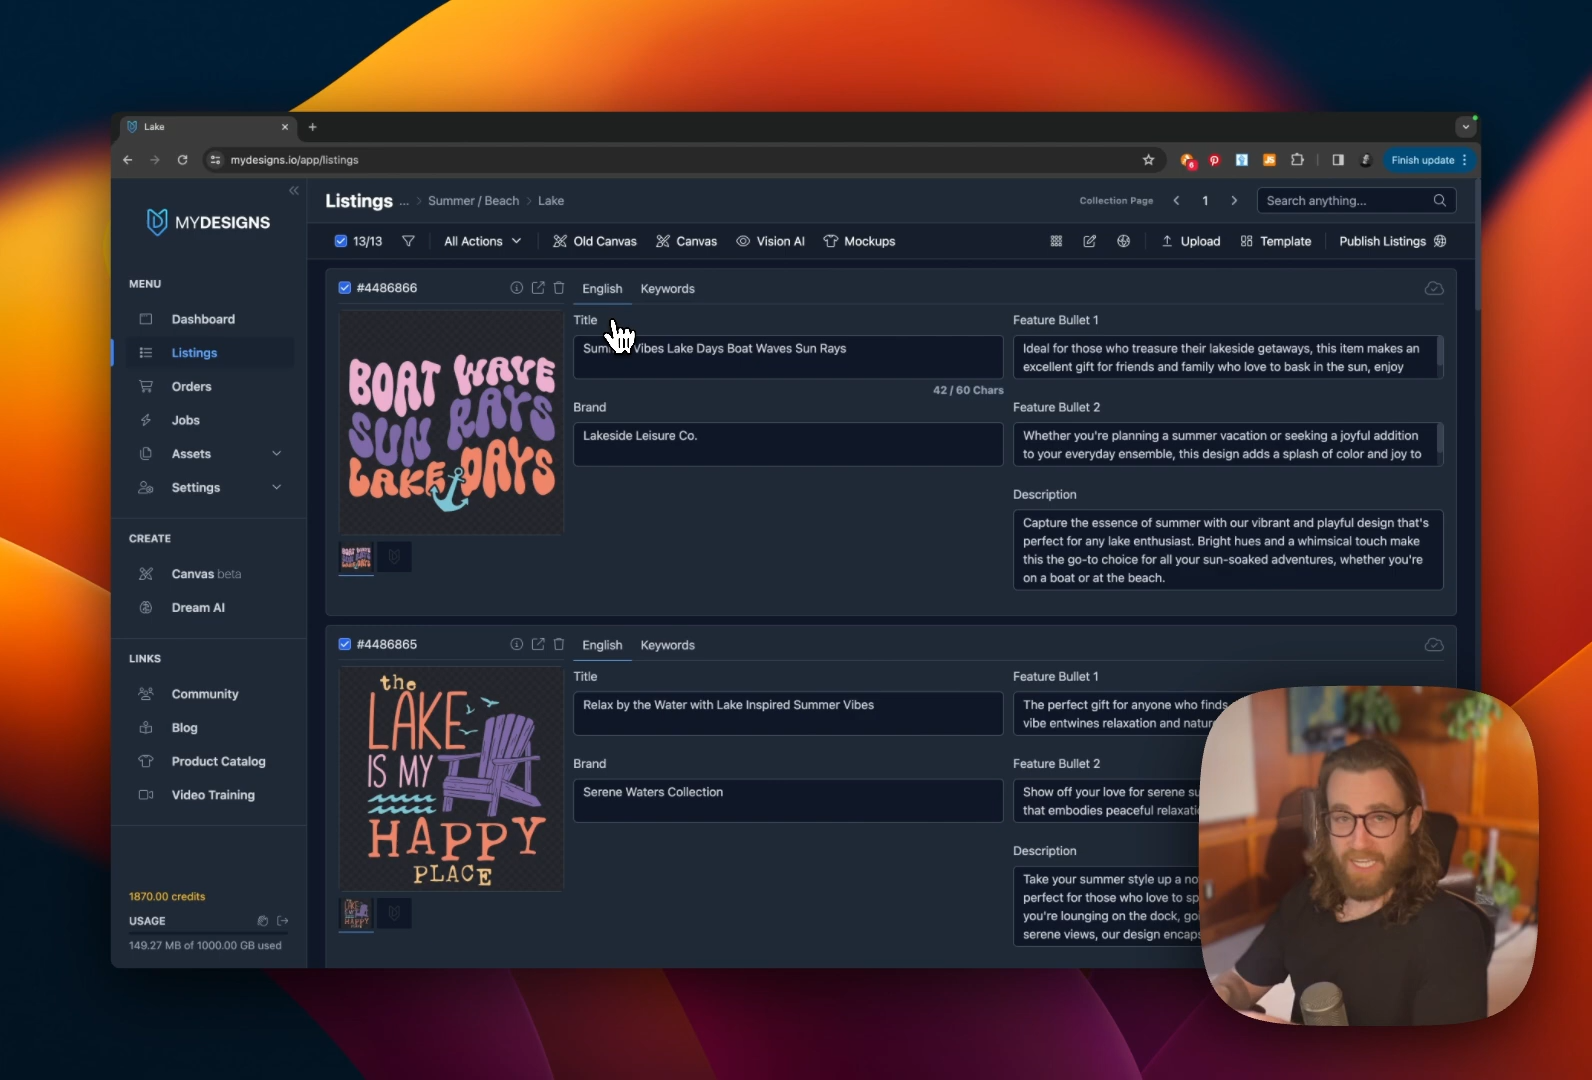 Lake
mydesigns.io/app/listings
6
Finish update
MYDESIGNS
MENU
Dashboard
Listings
Orders
Jobs
Assets
Settings
CREATE
Canvas beta
Dream AI
LINKS
Community
Blog
Product Catalog
Video Training
1870.00 credits
USAGE
149.27 MB of 1000.00 GB used
Listings ... > Summer / Beach > Lake
Collection Page < 1 > Search anything...
13/13 All Actions Old Canvas Canvas Vision AI Mockups Upload Template Publish Listings
#4486866
English Keywords
BOAT WAVE
SUN RAYS
LAKE DAYS
Title
Vibes Lake Days Boat Waves Sun Rays
42 / 60 Chars
Brand
Lakeside Leisure Co.
Feature Bullet 1
Ideal for those who treasure their lakeside getaways, this item makes an
excellent gift for friends and family who love to bask in the sun, enjoy
Feature Bullet 2
Whether you're planning a summer vacation or seeking a joyful addition
to your everyday ensemble, this design adds a splash of color and joy to
Description
Capture the essence of summer with our vibrant and playful design that's
perfect for any lake enthusiast. Bright hues and a whimsical touch make
this the go-to choice for all your sun-soaked adventures, whether you're
on a boat or at the beach.
#4486865
English Keywords
the
LAKE
IS MY
HAPPY
PLACE
Title
Relax by the Water with Lake Inspired Summer Vibes
Brand
Serene Waters Collection
Feature Bullet 1
The perfect gift for anyone who finds
vibe entwines relaxation and
Feature Bullet 2
Show off your love for serene
that embodies peaceful
Description
Take your summer style up a
perfect for those who love to
you're lounging on the dock,
serene views, our design